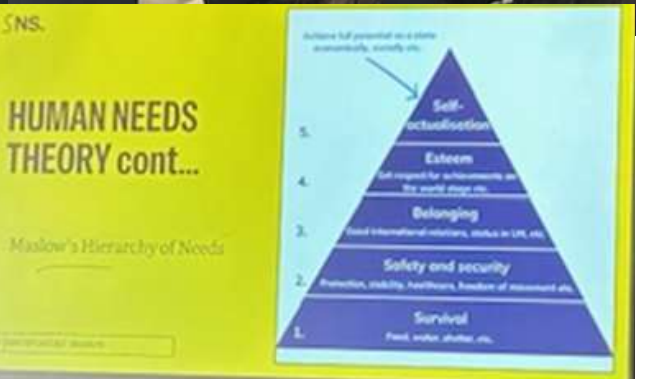 SNS.
HUMAN NEEDS
THEORY cont...
Maslow's Hierarchy of Needs
Achieve full potential as a state
economically, socially etc.
5.
Self-
actualisation
4.
Esteem
Get respect for achievements on
the world stage etc.
3.
Belonging
Good international relations, status in UN, etc.
2.
Safety and security
Protection, stability, healthcare, freedom of movement etc.
1.
Survival
Food, water, shelter, etc.